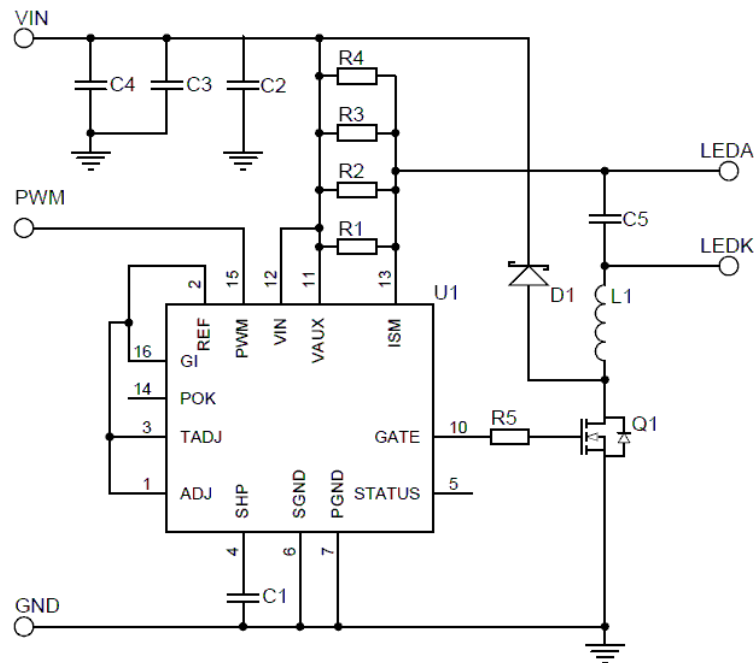 VIN
R4
C4
C3
C2
R3
LEDA
R2
PWM
C5
R1
LEDK
2
15
12
11
13
U1
D1
L1
REF
PWM
VIN
VAUX
ISM
16
GI
14
POK
R5
Q1
3
TADJ
GATE
10
1
ADJ
SHP
SGND
PGND
STATUS
5
4
6
7
C1
GND